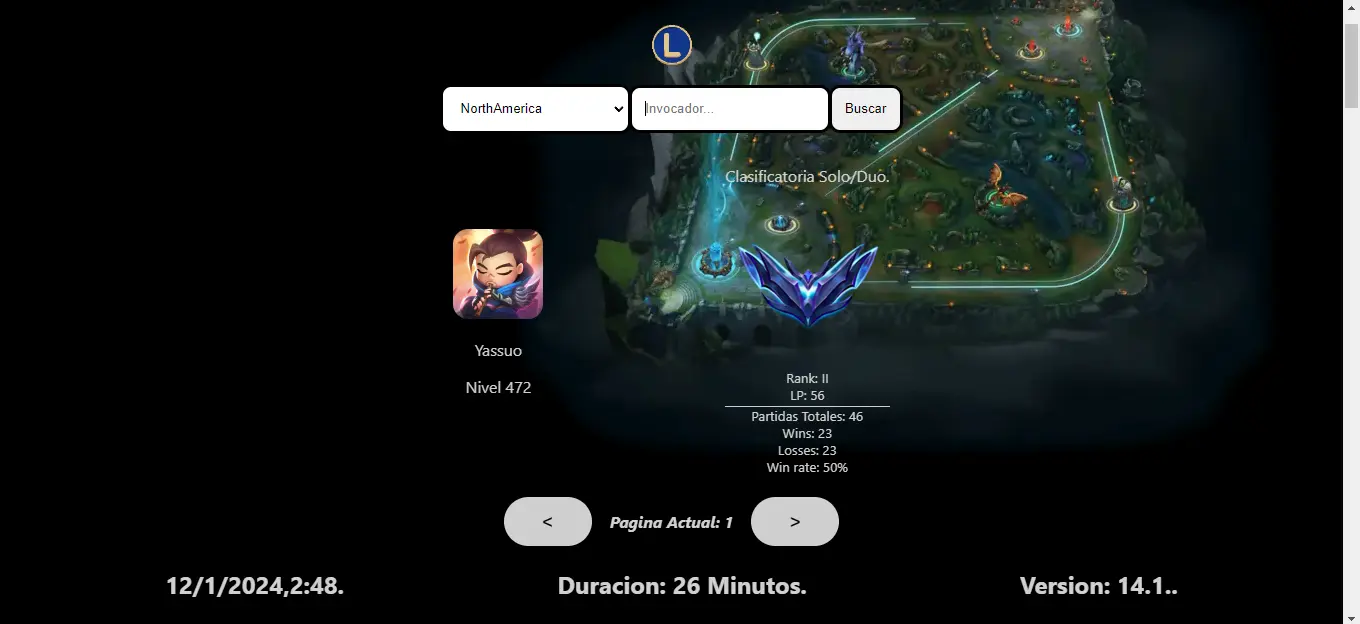 L
NorthAmerica
Invocador...
Buscar
Clasificatoria Solo/Duo.
Yassuo
Nivel 472
Rank: II
LP: 56
Partidas Totales: 46
Wins: 23
Losses: 23
Win rate: 50%
<
Pagina Actual: 1
>
12/1/2024,2:48.
Duracion: 26 Minutos.
Version: 14.1..